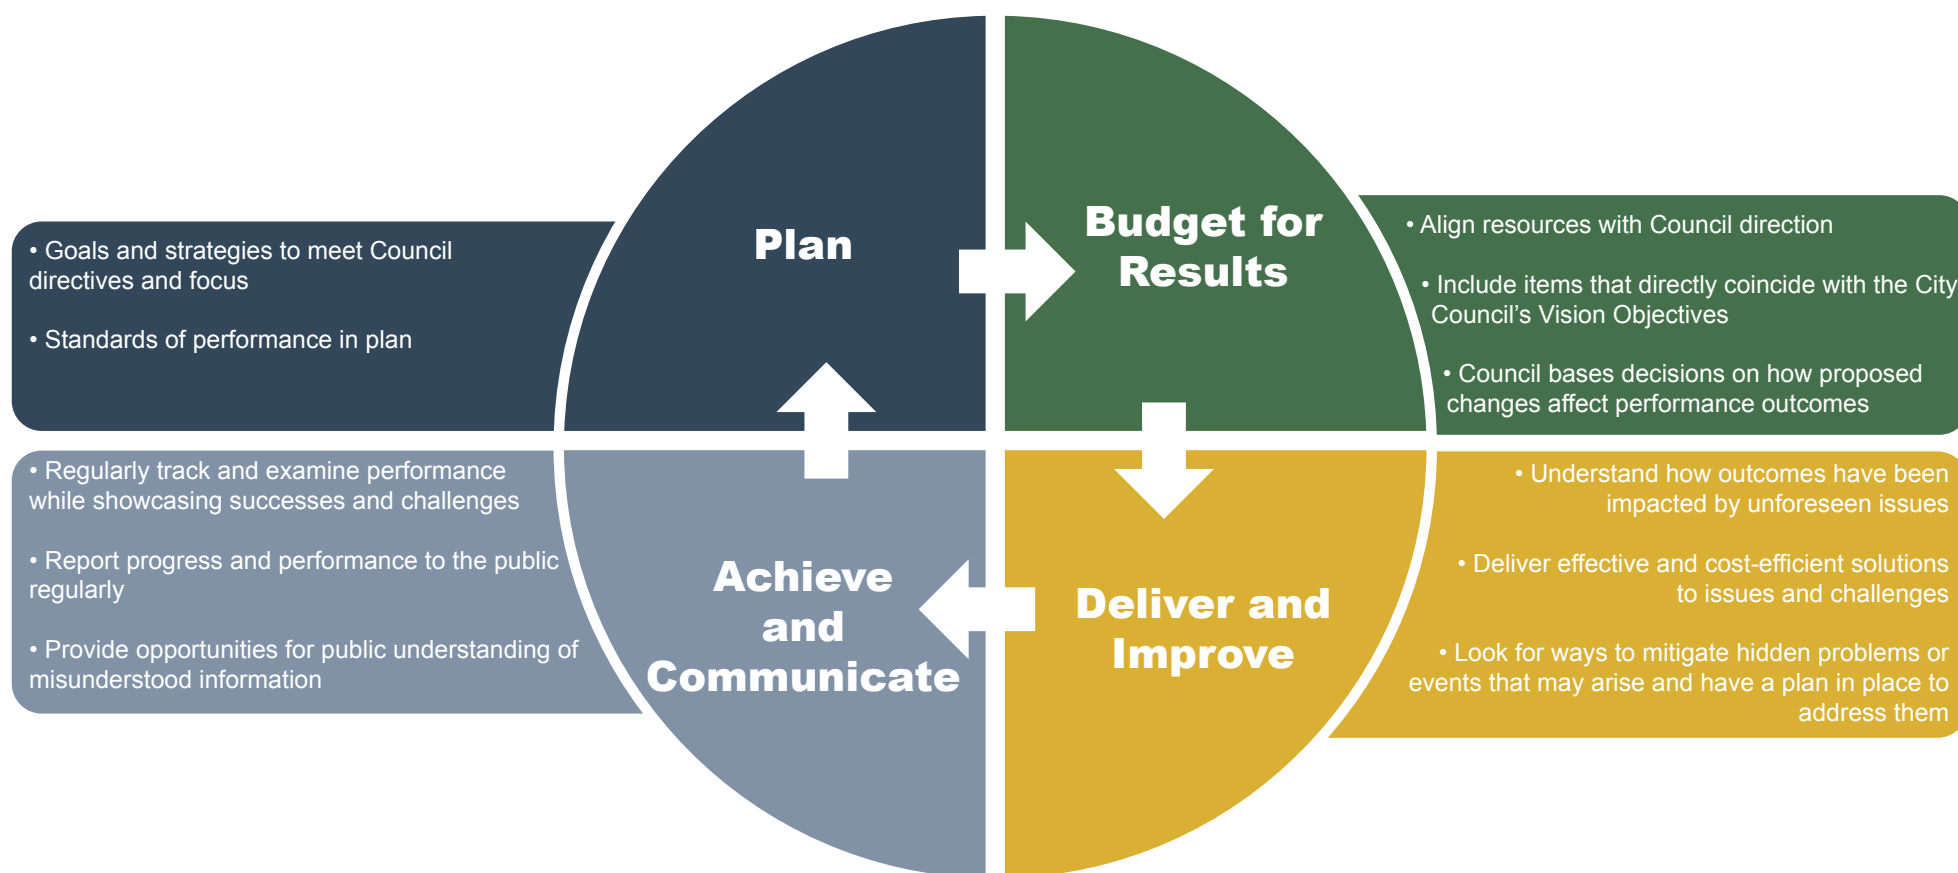 Plan
• Goals and strategies to meet Council
directives and focus
• Standards of performance in plan
Budget for
Results
• Align resources with Council direction
• Include items that directly coincide with the City
Council’s Vision Objectives
• Council bases decisions on how proposed
changes affect performance outcomes
Deliver and
Improve
• Understand how outcomes have been
impacted by unforeseen issues
• Deliver effective and cost-efficient solutions
to issues and challenges
• Look for ways to mitigate hidden problems or
events that may arise and have a plan in place to
address them
Achieve
and
Communicate
• Regularly track and examine performance
while showcasing successes and challenges
• Report progress and performance to the public
regularly
• Provide opportunities for public understanding of
misunderstood information